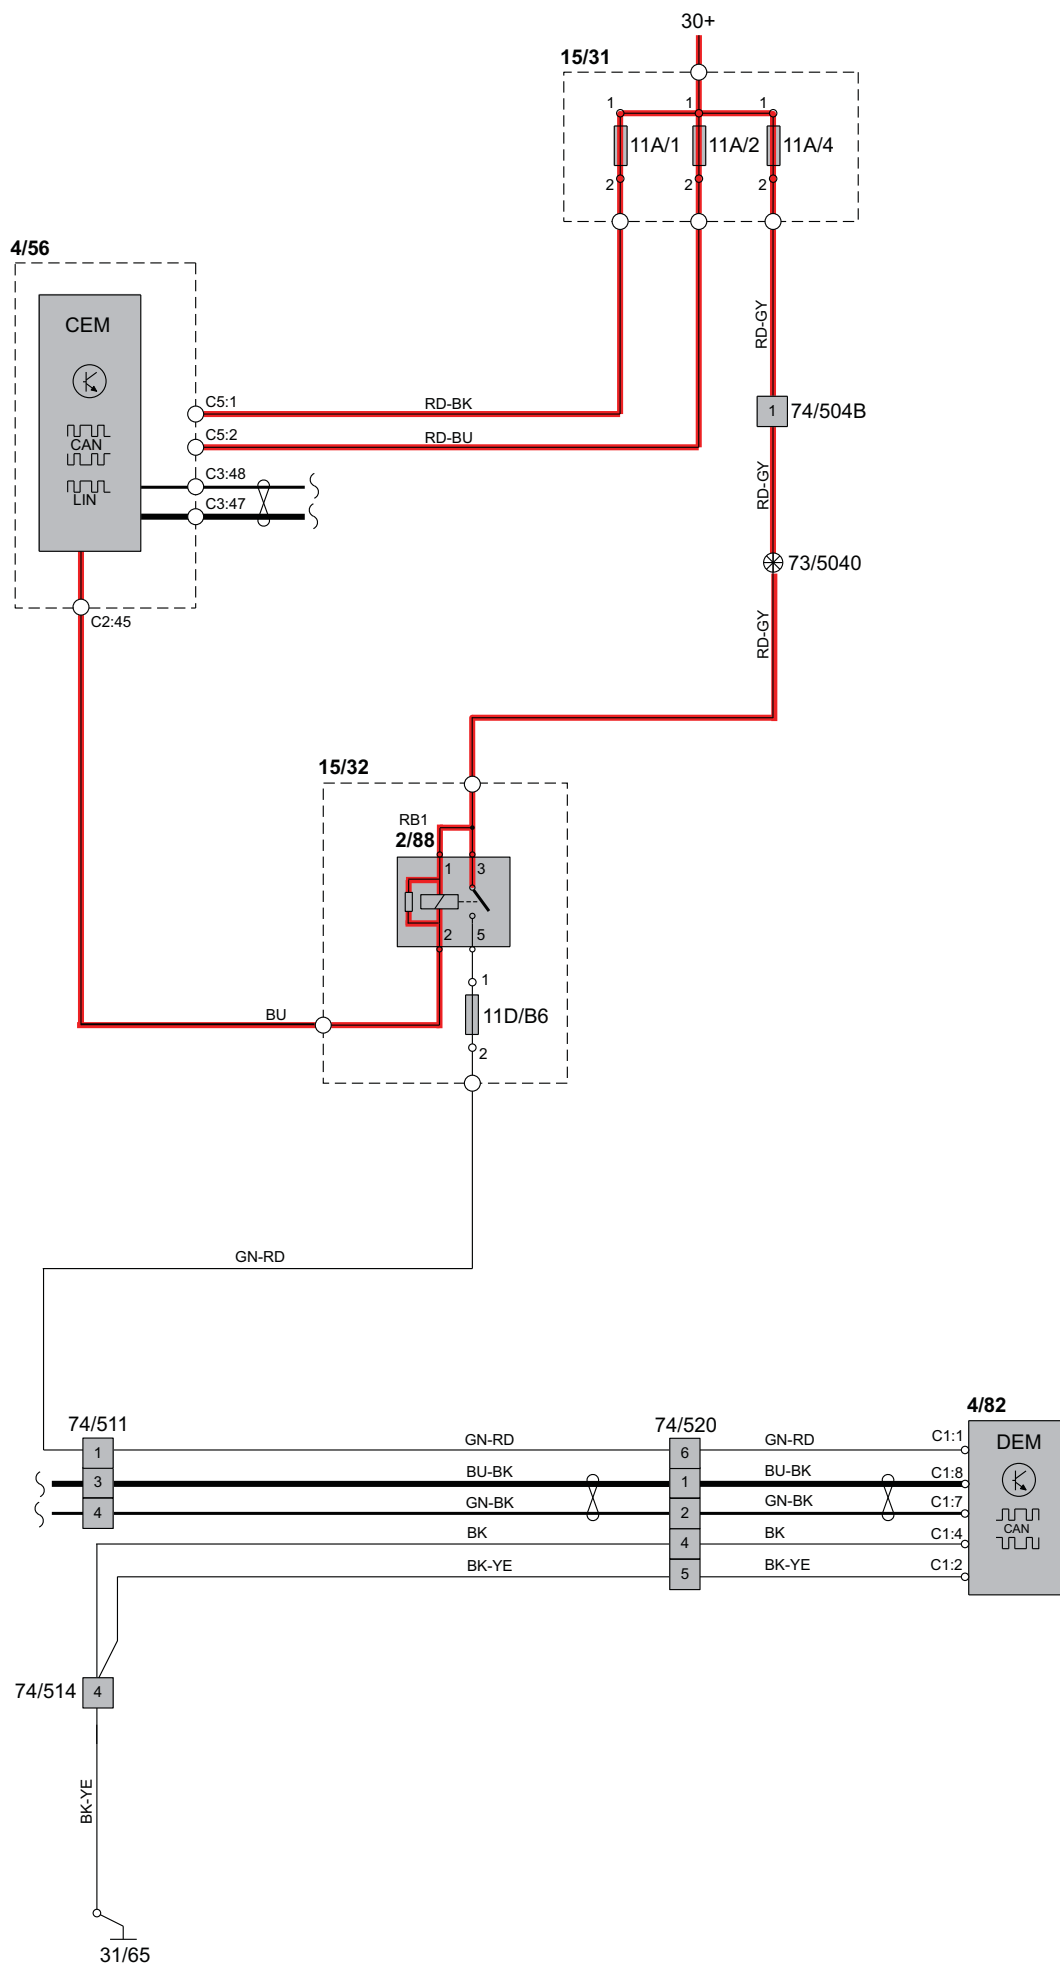 30+
15/31
1 1 1
11A/1 11A/2 11A/4
2 2 2
4/56
CEM
CAN
LIN
C5:1
RD-BK
C5:2
RD-BU
C3:48
C3:47
C2:45
RD-GY
1 74/504B
RD-GY
73/5040
RD-GY
15/32
RB1
2/88
1 3
2 5
1
11D/B6
2
BU
GN-RD
4/82
74/511 74/520
1 GN-RD 6 GN-RD C1:1 DEM
3 BU-BK 1 BU-BK C1:8
4 GN-BK 2 GN-BK C1:7 CAN
BK 4 BK C1:4
BK-YE 5 BK-YE C1:2
74/514 4
BK-YE
31/65